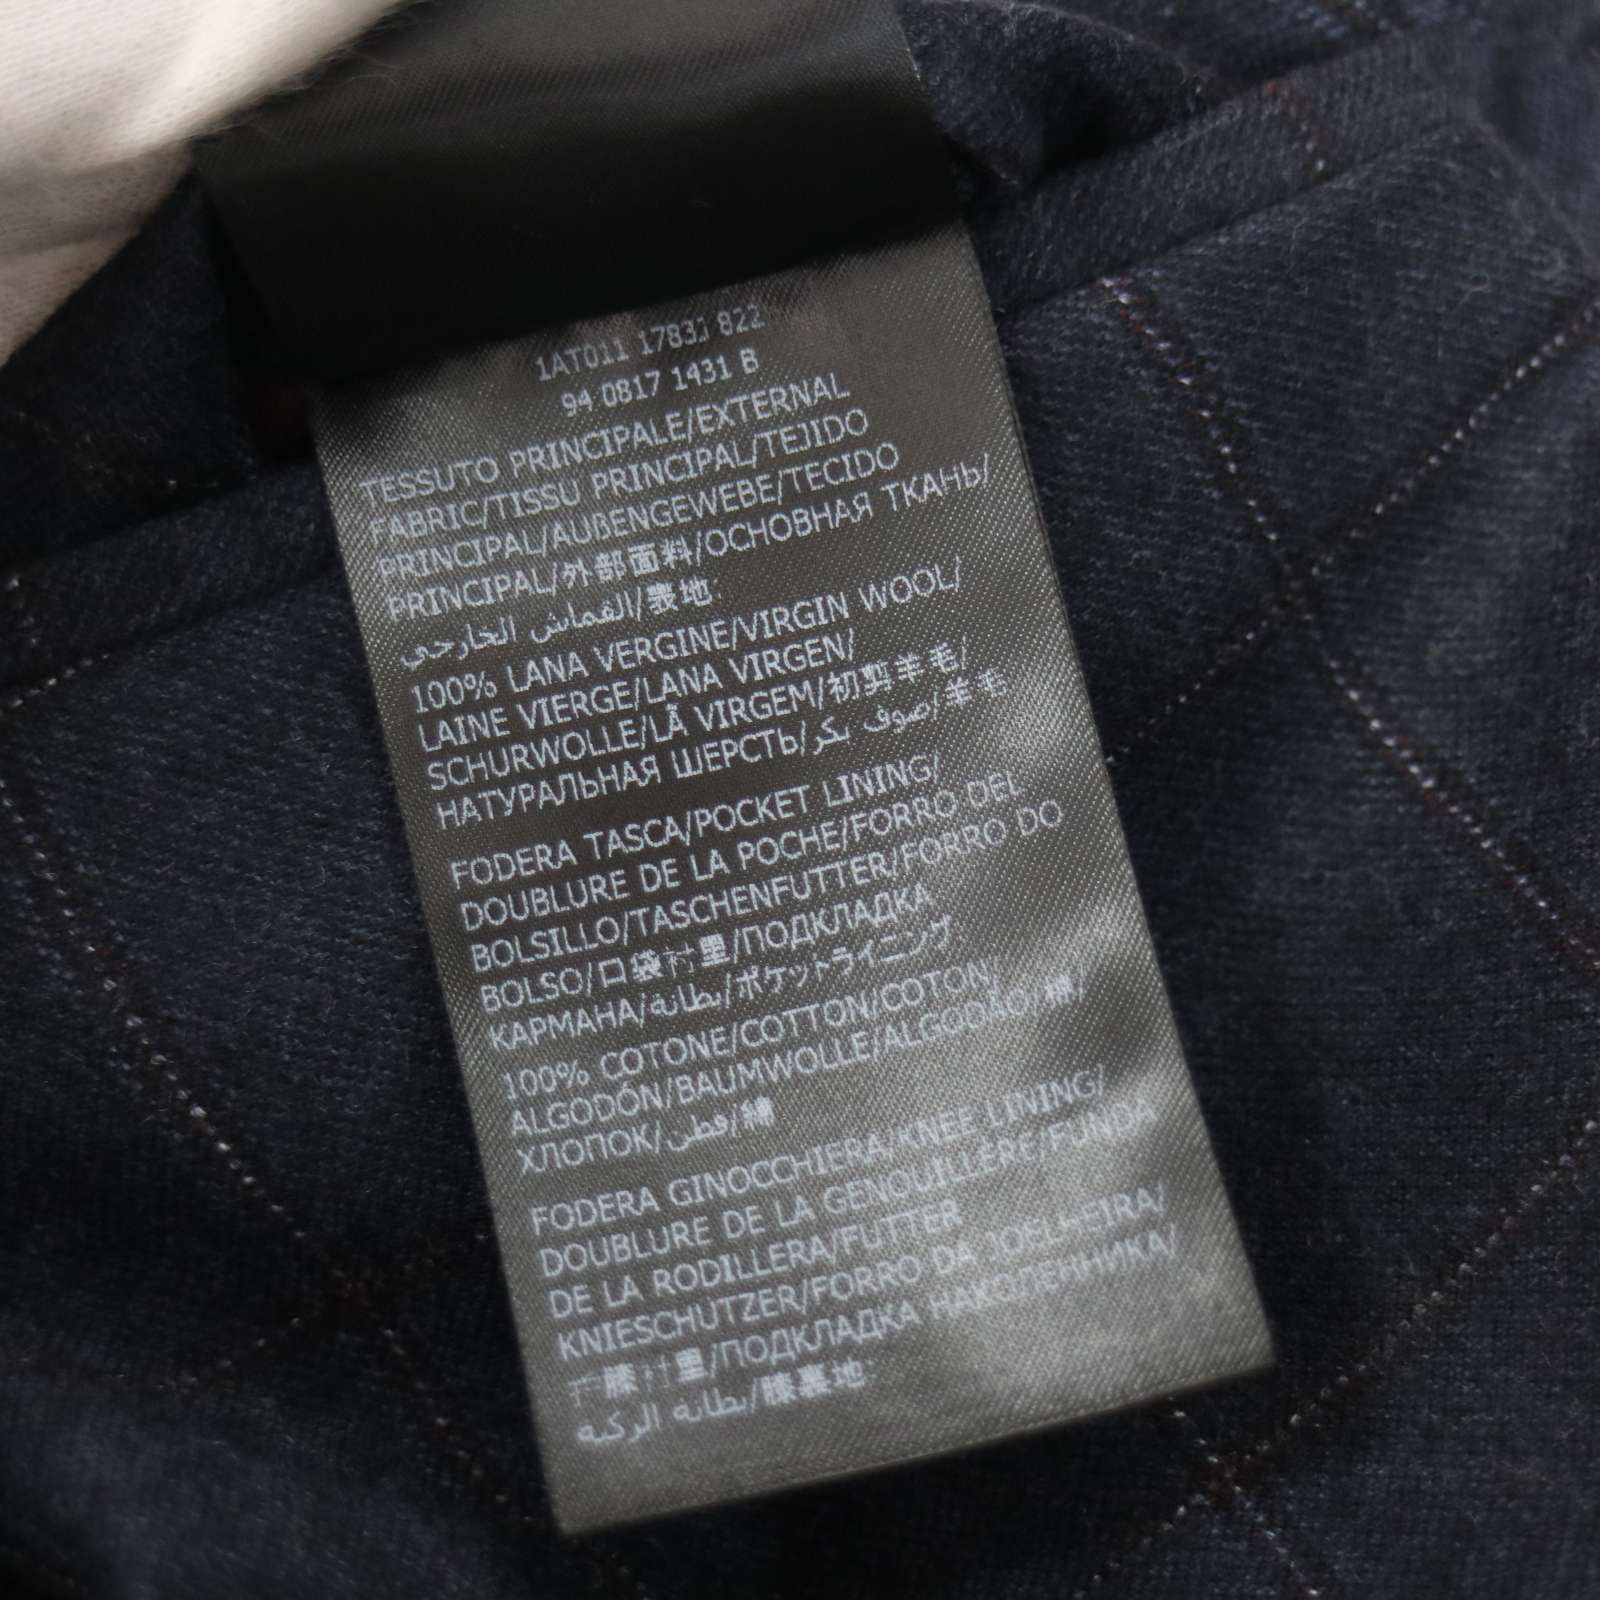 1AT011 17831 822
94 0817 1431 B
TESSUTO PRINCIPALE/EXTERNAL
FABRIC/TISSU PRINCIPAL/TEJIDO
PRINCIPAL/AUßENGEWEBE/TECIDO
PRINCIPAL/外部面料/ОСНОВНАЯ ТКАНЬ/
القماش الخارجي/表地:
100% LANA VERGINE/VIRGIN WOOL/
LAINE VIERGE/LANA VIRGEN/
SCHURWOLLE/LÃ VIRGEM/初剪羊毛/
НАТУРАЛЬНАЯ ШЕРСТЬ/صوف بكر/羊毛
FODERA TASCA/POCKET LINING/
DOUBLURE DE LA POCHE/FORRO DEL
BOLSILLO/TASCHENFUTTER/FORRO DO
BOLSO/口袋衬里/ПОДКЛАДКА
КАРМАНА/بطانة/ポケットライニング
100% COTONE/COTTON/COTON/
ALGODÓN/BAUMWOLLE/ALGODÃO/棉/
ХЛОПОК/قطن/綿
FODERA GINOCCHIERA/KNEE LINING/
DOUBLURE DE LA GENOUILLÈRE/FUNDA
DE LA RODILLERA/FUTTER
KNIESCHUTZER/FORRO DA JOELHEIRA/
护膝衬里/ПОДКЛАДКА НАКОЛЕННИКА/
بطانة الركبة/膝裏地: